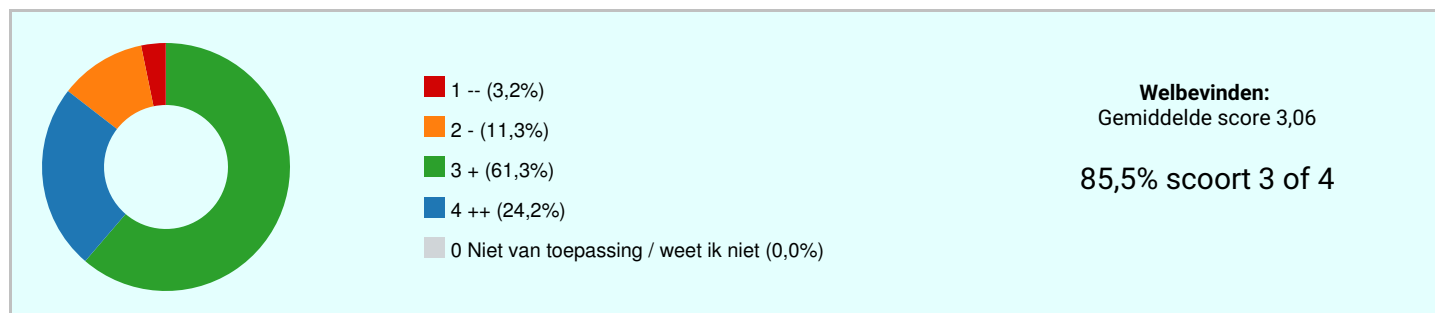 1 -- (3,2%)
2 - (11,3%)
3 + (61,3%)
4 ++ (24,2%)
0 Niet van toepassing / weet ik niet (0,0%)
Welbevinden:
Gemiddelde score 3,06
85,5% scoort 3 of 4